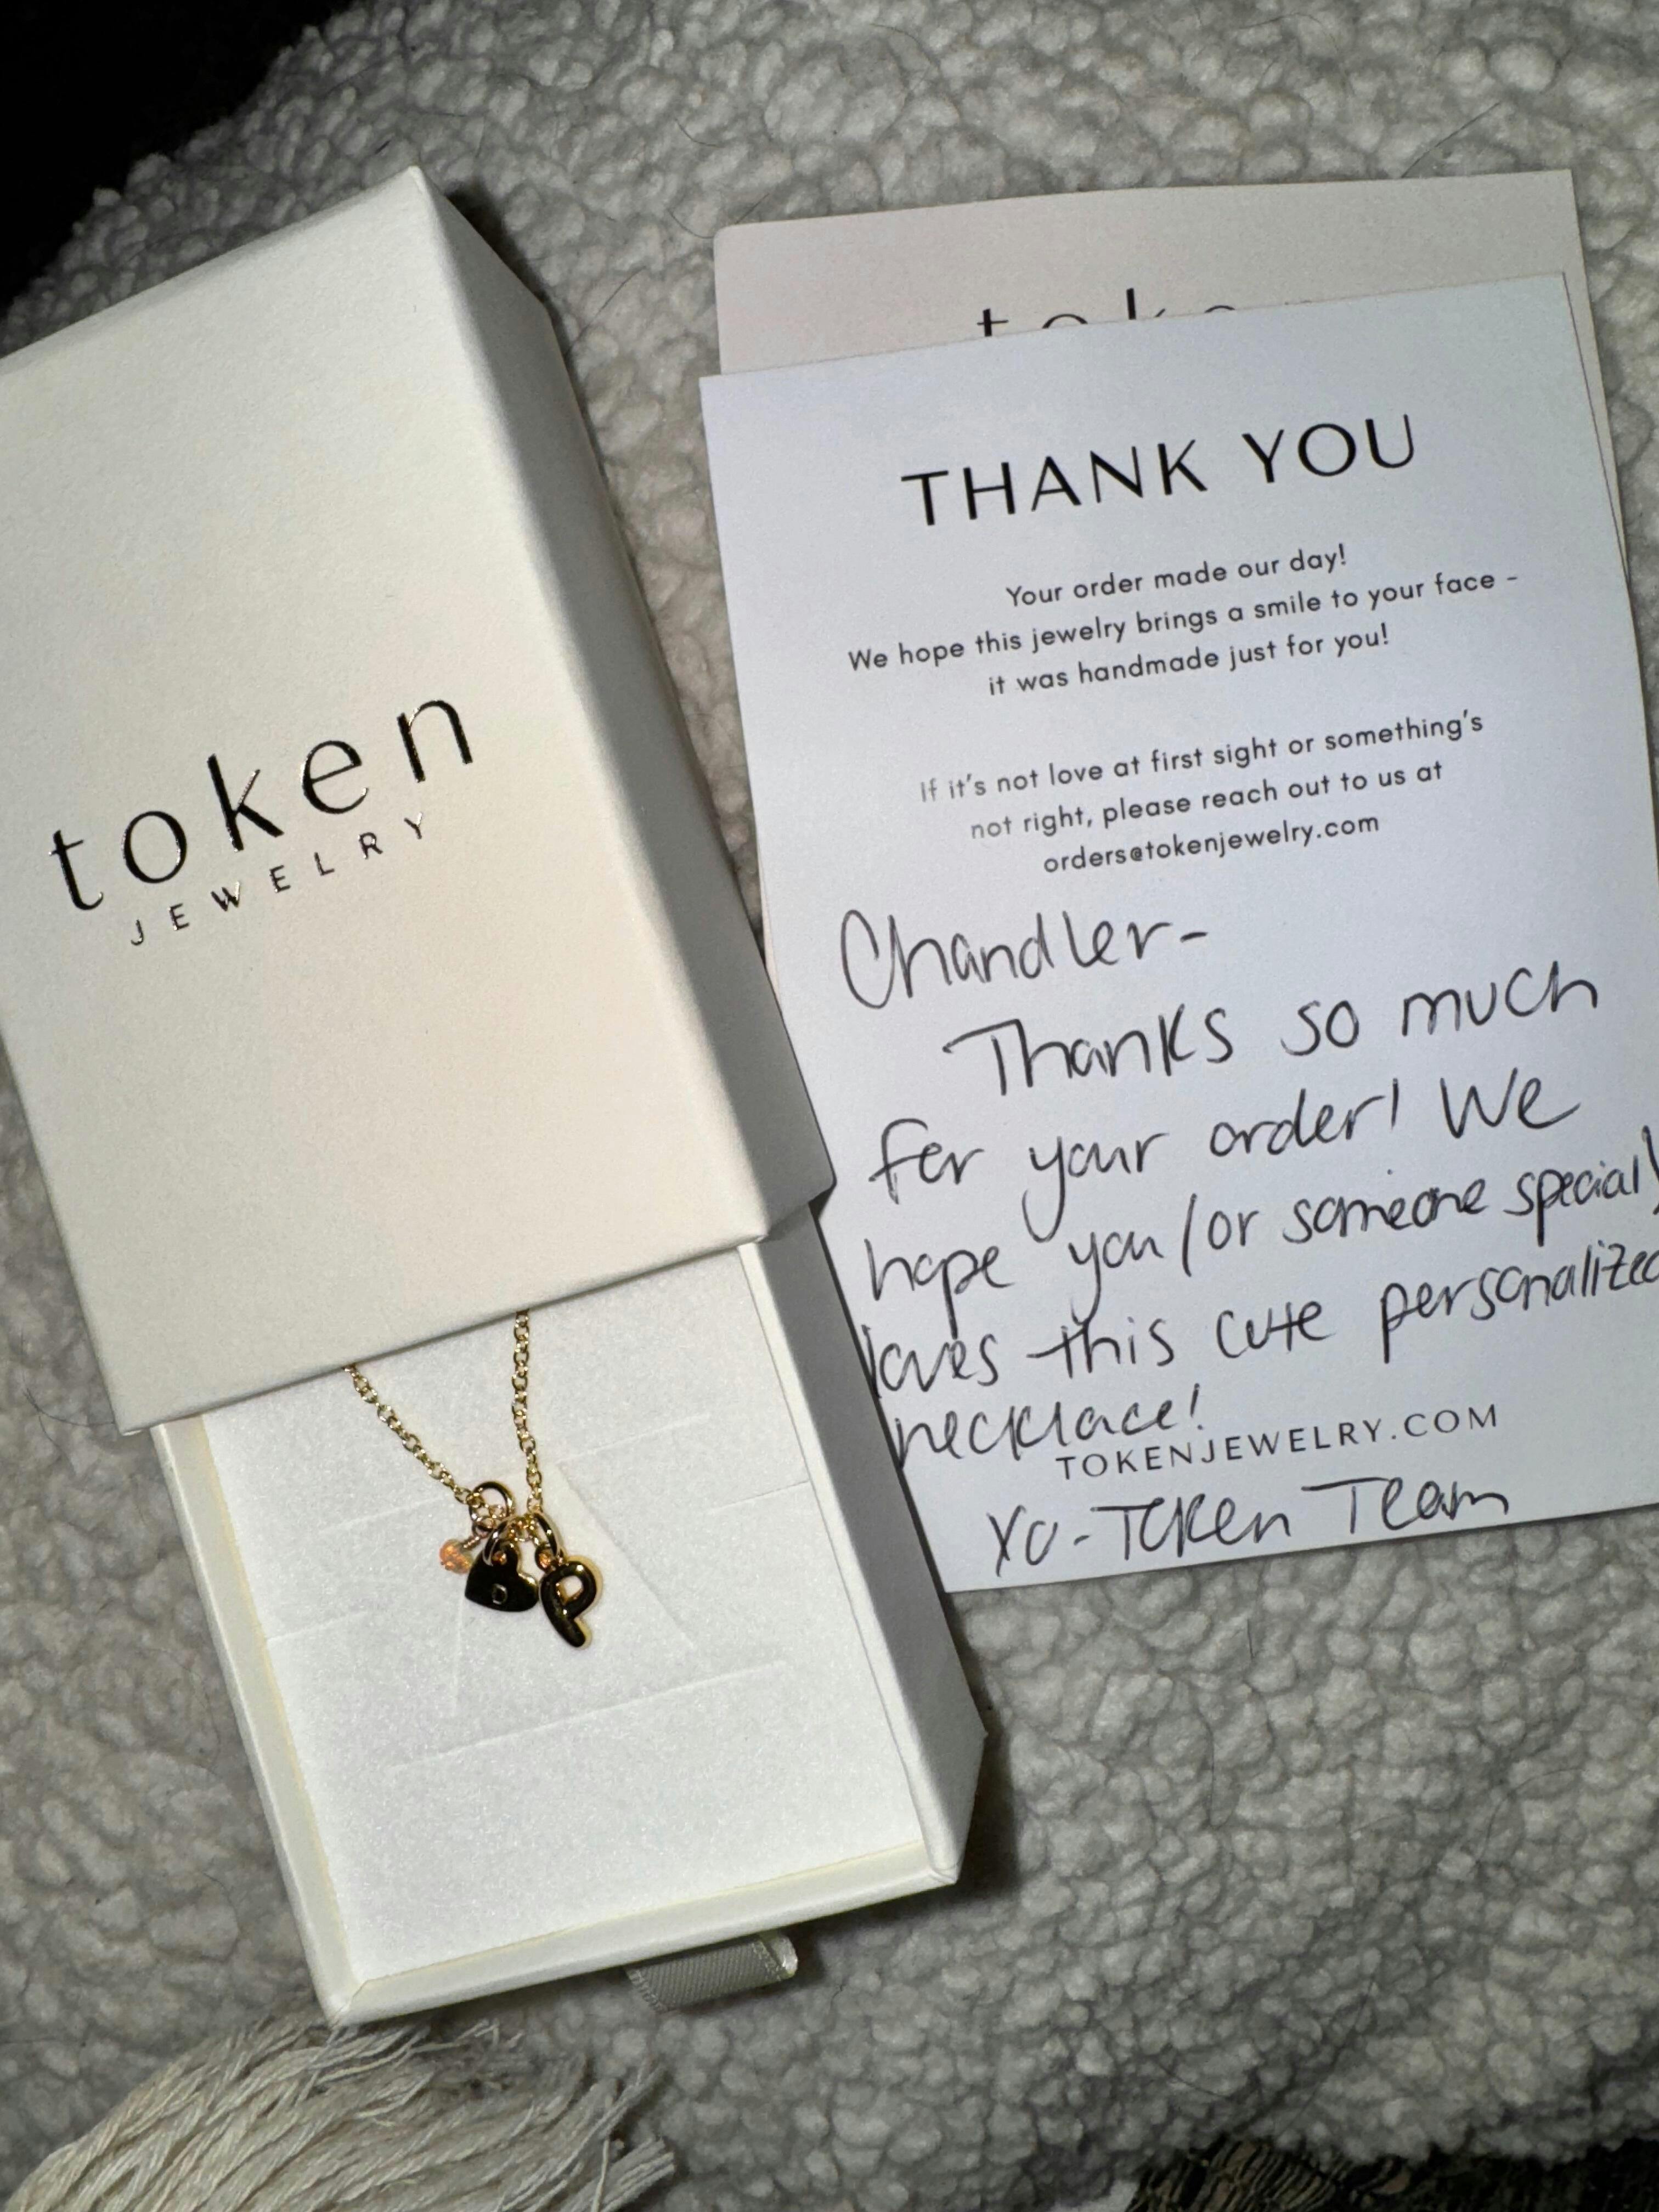 token
JEWELRY
toke
THANK YOU
Your order made our day!
We hope this jewelry brings a smile to your face -
it was handmade just for you!
If it's not love at first sight or something's
not right, please reach out to us at
orders@tokenjewelry.com
Chandler-
Thanks so much
for your order! We
hope you/or someone special)
loves this cute personalized
necklace!
TOKENJEWELRY.COM
XO-Token Team
D
P